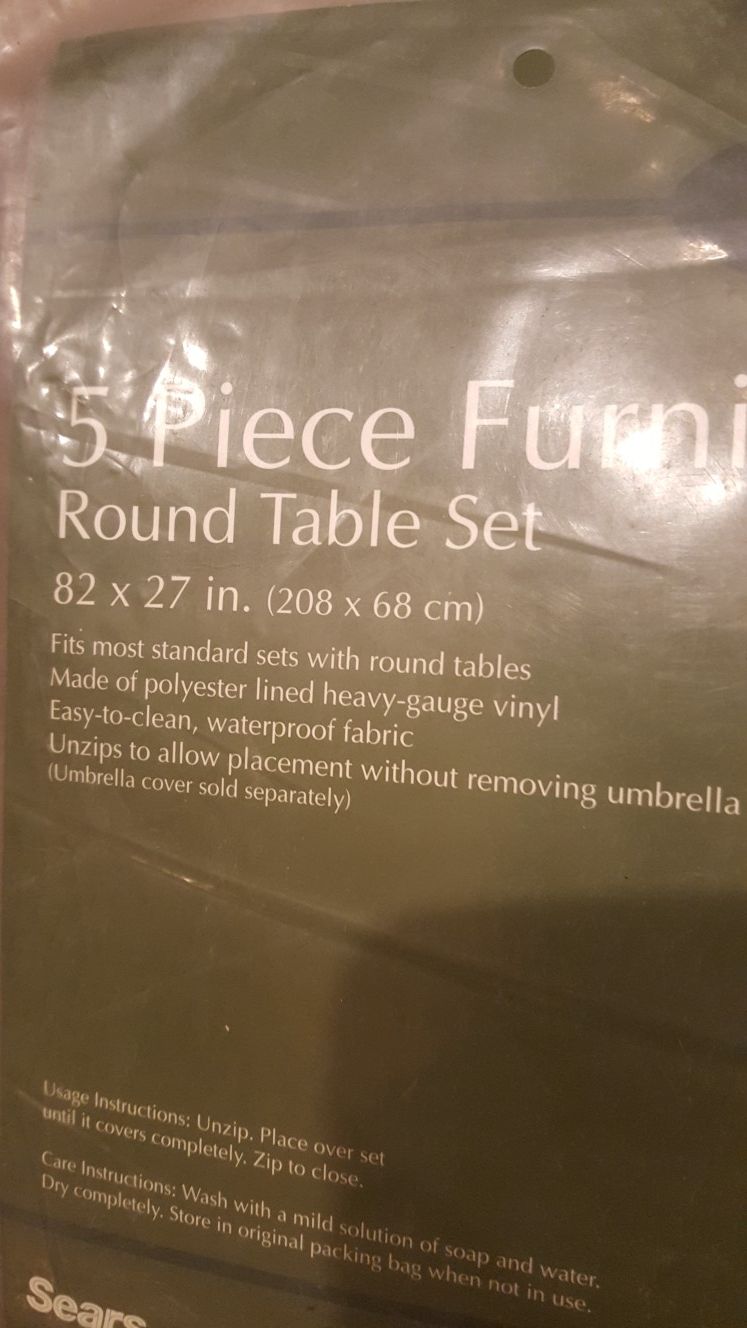 5 Piece Furni
Round Table Set
82 x 27 in. (208 x 68 cm)
Fits most standard sets with round tables
Made of polyester lined heavy-gauge vinyl
Easy-to-clean, waterproof fabric
Unzips to allow placement without removing umbrella
(Umbrella cover sold separately)
Usage Instructions: Unzip. Place over set
until it covers completely. Zip to close.
Care Instructions: Wash with a mild solution of soap and water.
Dry completely. Store in original packing bag when not in use.
Sears